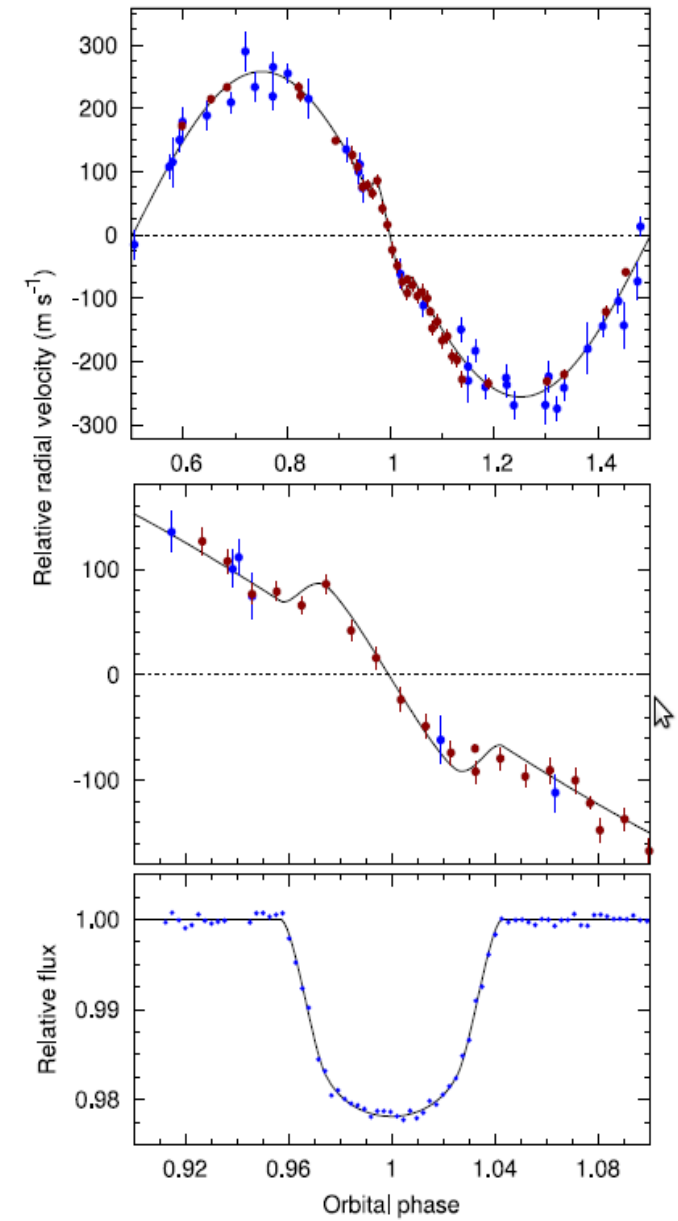 300
200
100
0
-100
-200
-300
0.6 0.8 1 1.2 1.4
Relative radial velocity (m s⁻¹)
100
0
-100
1.00
0.99
0.98
Relative flux
0.92 0.96 1 1.04 1.08
Orbital phase